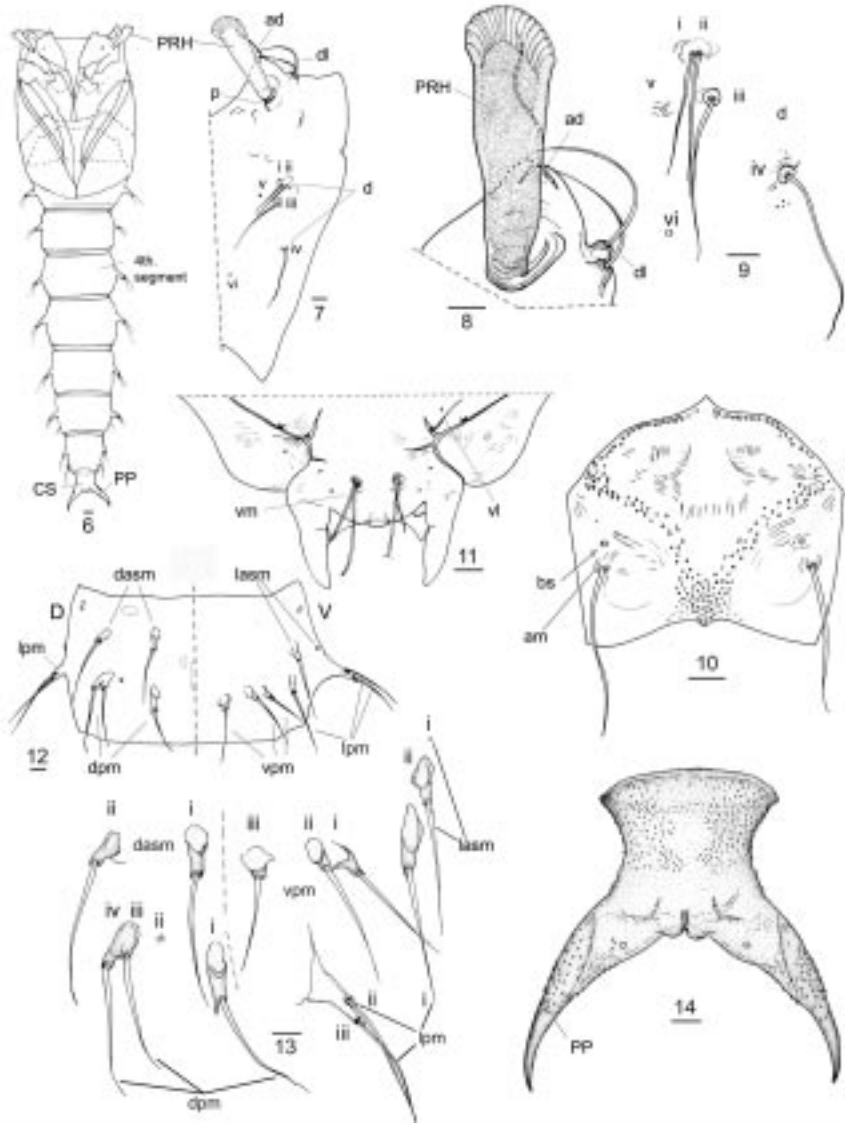 PRH
4th.
segment
CS
PP
6
ad
dl
p
i ii
v
iii
d
iv
vi
7
PRH
ad
dl
8
i ii
v
iii
d
iv
vi
9
vm
vl
11
bs
am
10
dasm
lasm
D
V
lpm
lpm
12
dpm
vpm
i
ii
lasm
ii
dasm
i
iii
ii
i
vpm
iv
iii
ii
i
i
ii
iii
lpm
13
dpm
14
PP